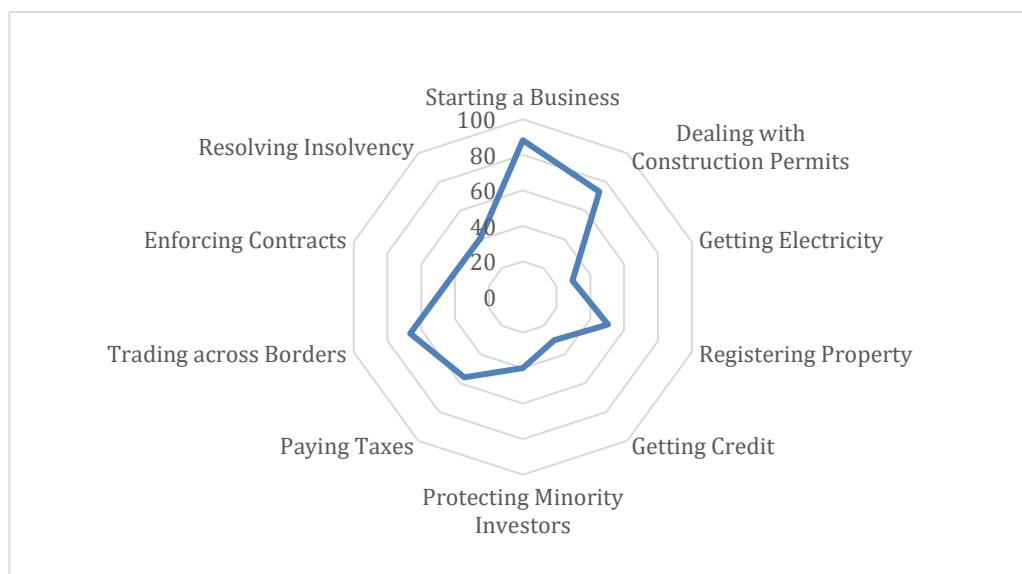 Starting a Business
100
80
60
40
20
0
Dealing with
Construction Permits
Getting Electricity
Registering Property
Getting Credit
Protecting Minority
Investors
Paying Taxes
Trading across Borders
Enforcing Contracts
Resolving Insolvency